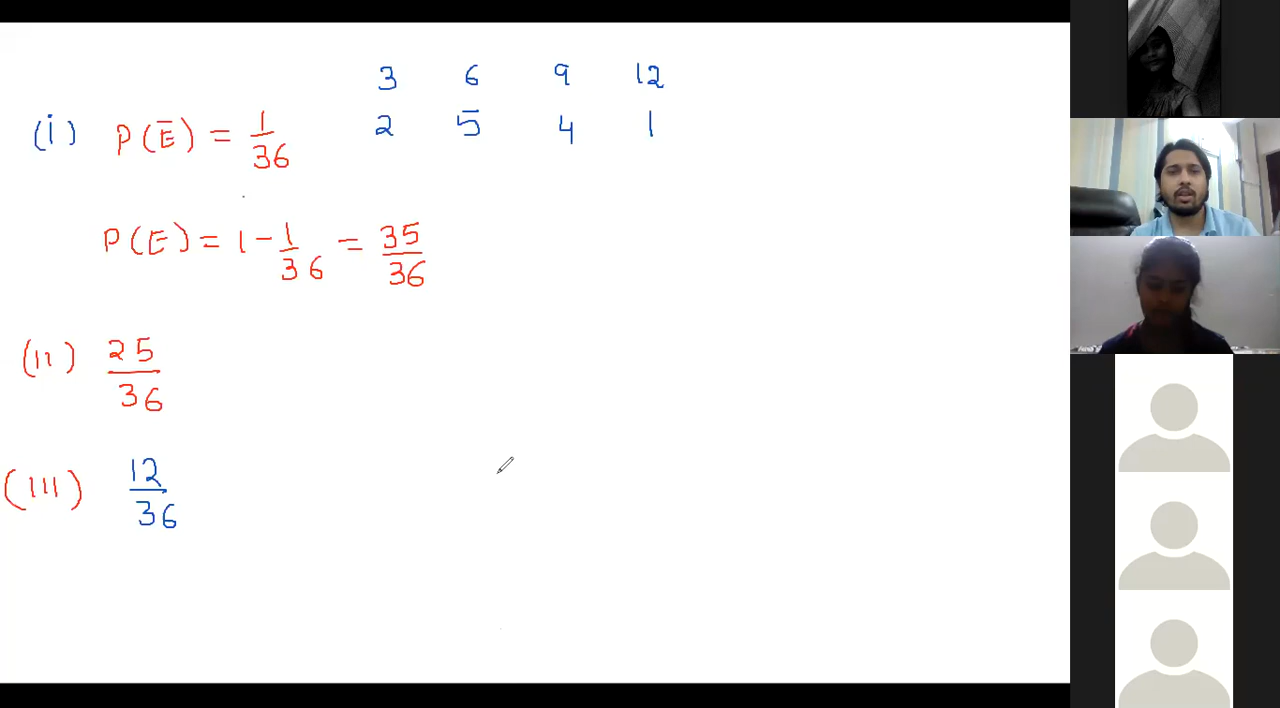 3 6 9 12
(i) P(E̅) = 1/36 2 5 4 1
P(E) = 1 - 1/36 = 35/36
(ii) 25/36
(iii) 12/36